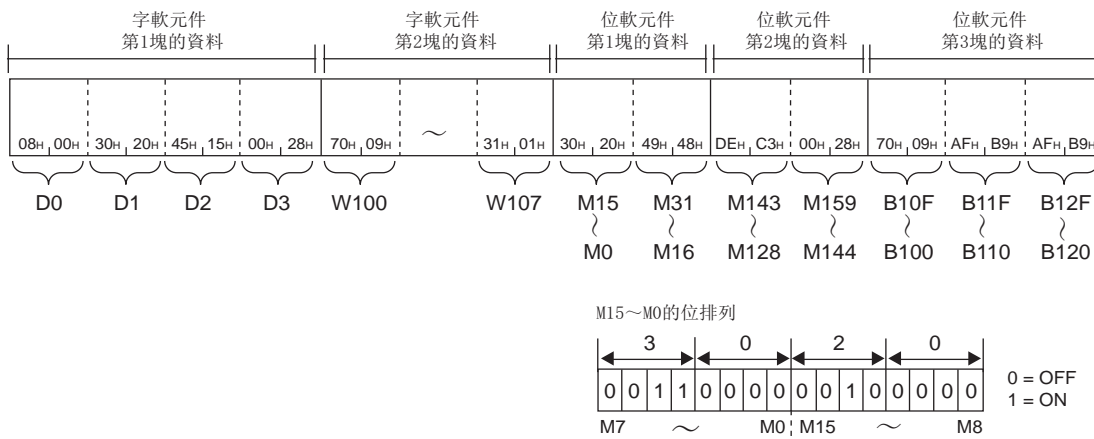 字軟元件 字軟元件 位軟元件 位軟元件 位軟元件
第1塊的資料 第2塊的資料 第1塊的資料 第2塊的資料 第3塊的資料
08H 00H 30H 20H 45H 15H 00H 28H 70H 09H ～ 31H 01H 30H 20H 49H 48H DEH C3H 00H 28H 70H 09H AFH B9H AFH B9H
D0 D1 D2 D3 W100 W107 M15 M31 M143 M159 B10F B11F B12F
～ ～ ～ ～ ～ ～ ～
M0 M16 M128 M144 B100 B110 B120
M15～M0的位排列
3 0 2 0
0 0 1 1 0 0 0 0 0 0 1 0 0 0 0 0
0 = OFF
1 = ON
M7 ～ M0 M15 ～ M8